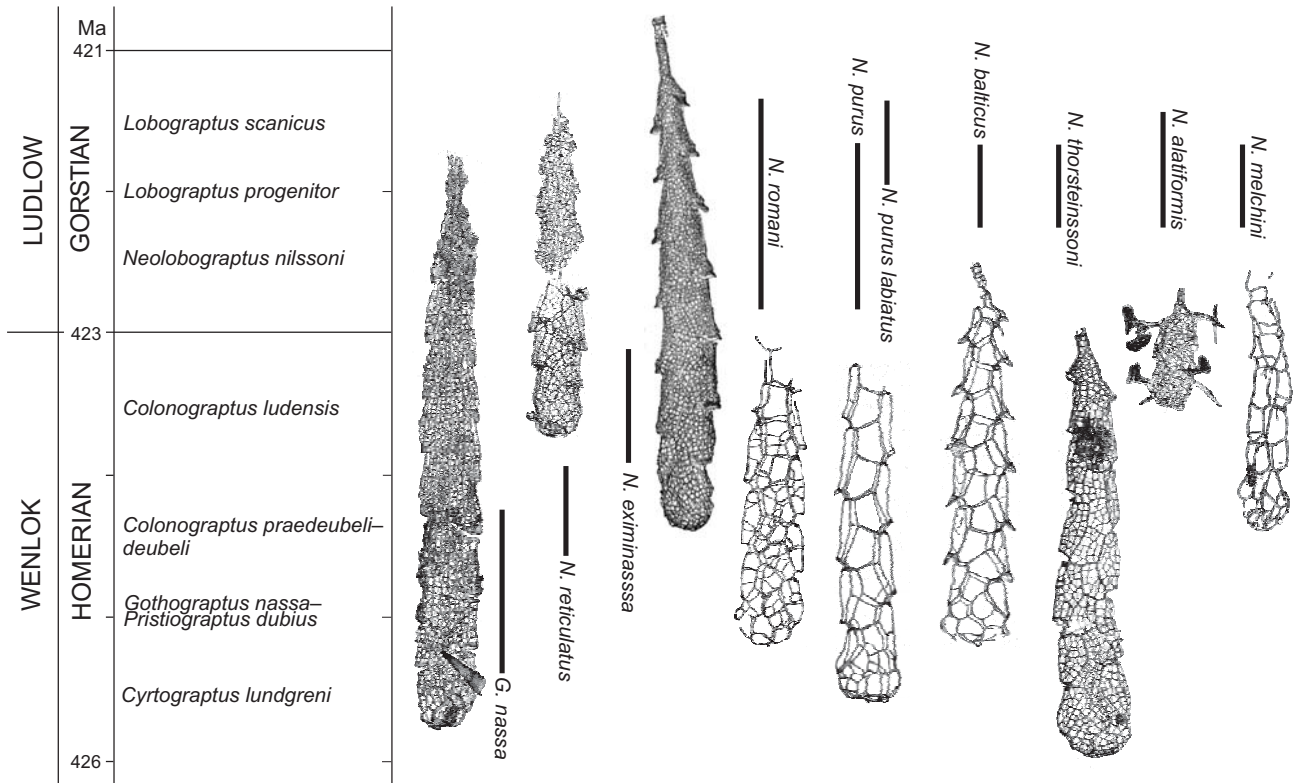 Ma
421
LUDLOW
GORSTIAN
Lobograptus scanicus
Lobograptus progenitor
Neolobograptus nilssoni
423
WENLOK
HOMERIAN
Colonograptus ludensis
Colonograptus praedeubeli–
deubeli
Gothograptus nassa–
Pristiograptus dubius
Cyrtograptus lundgreni
426
G. nassa
N. reticulatus
N. eximinassa
N. romani
N. purus
N. purus labiatus
N. balticus
N. thorsteinssoni
N. alatiformis
N. melchini